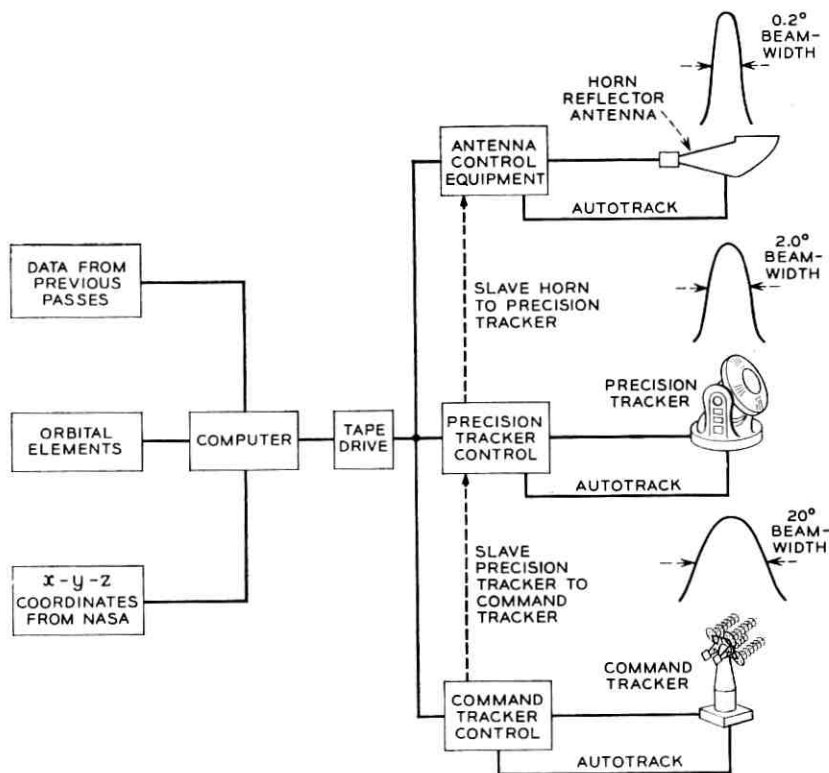 0.2°
BEAM-
WIDTH
HORN
REFLECTOR
ANTENNA
ANTENNA
CONTROL
EQUIPMENT
AUTOTRACK
DATA FROM
PREVIOUS
PASSES
SLAVE HORN
TO PRECISION
TRACKER
2.0°
BEAM-
WIDTH
PRECISION
TRACKER
ORBITAL
ELEMENTS
COMPUTER
TAPE
DRIVE
PRECISION
TRACKER
CONTROL
AUTOTRACK
20°
BEAM-
WIDTH
SLAVE
PRECISION
TRACKER TO
COMMAND
TRACKER
x-y-z
COORDINATES
FROM NASA
COMMAND
TRACKER
COMMAND
TRACKER
CONTROL
AUTOTRACK